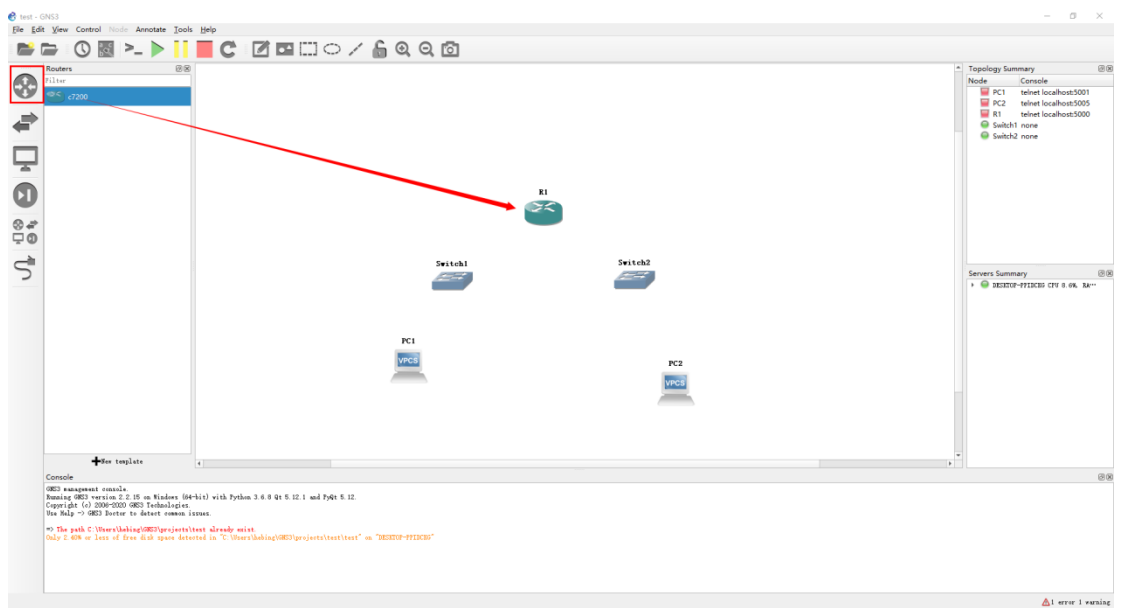 test - GNS3
File Edit View Control Node Annotate Tools Help
Routers
Filter
c7200
New template
R1
Switch1
Switch2
PC1
VPCS
PC2
VPCS
Topology Summary
Node Console
PC1 telnet localhost:5001
PC2 telnet localhost:5005
R1 telnet localhost:5000
Switch1 none
Switch2 none
Servers Summary
CPU 8.6%, RA…
Console
GNS3 management console.
Running GNS3 version 2.2.15 on Windows (64-bit) with Python 3.6.8 Qt 5.12.1 and PyQt 5.12.
Copyright (c) 2006-2020 GNS3 Technologies.
Use Help -> GNS3 Doctor to detect common issues.
=> The path C:\Users\hebing\GNS3\projects\test already exist.
Only 2.40% or less of free disk space detected in "C:\Users\hebing\GNS3\projects\test\test" on
1 error 1 warning